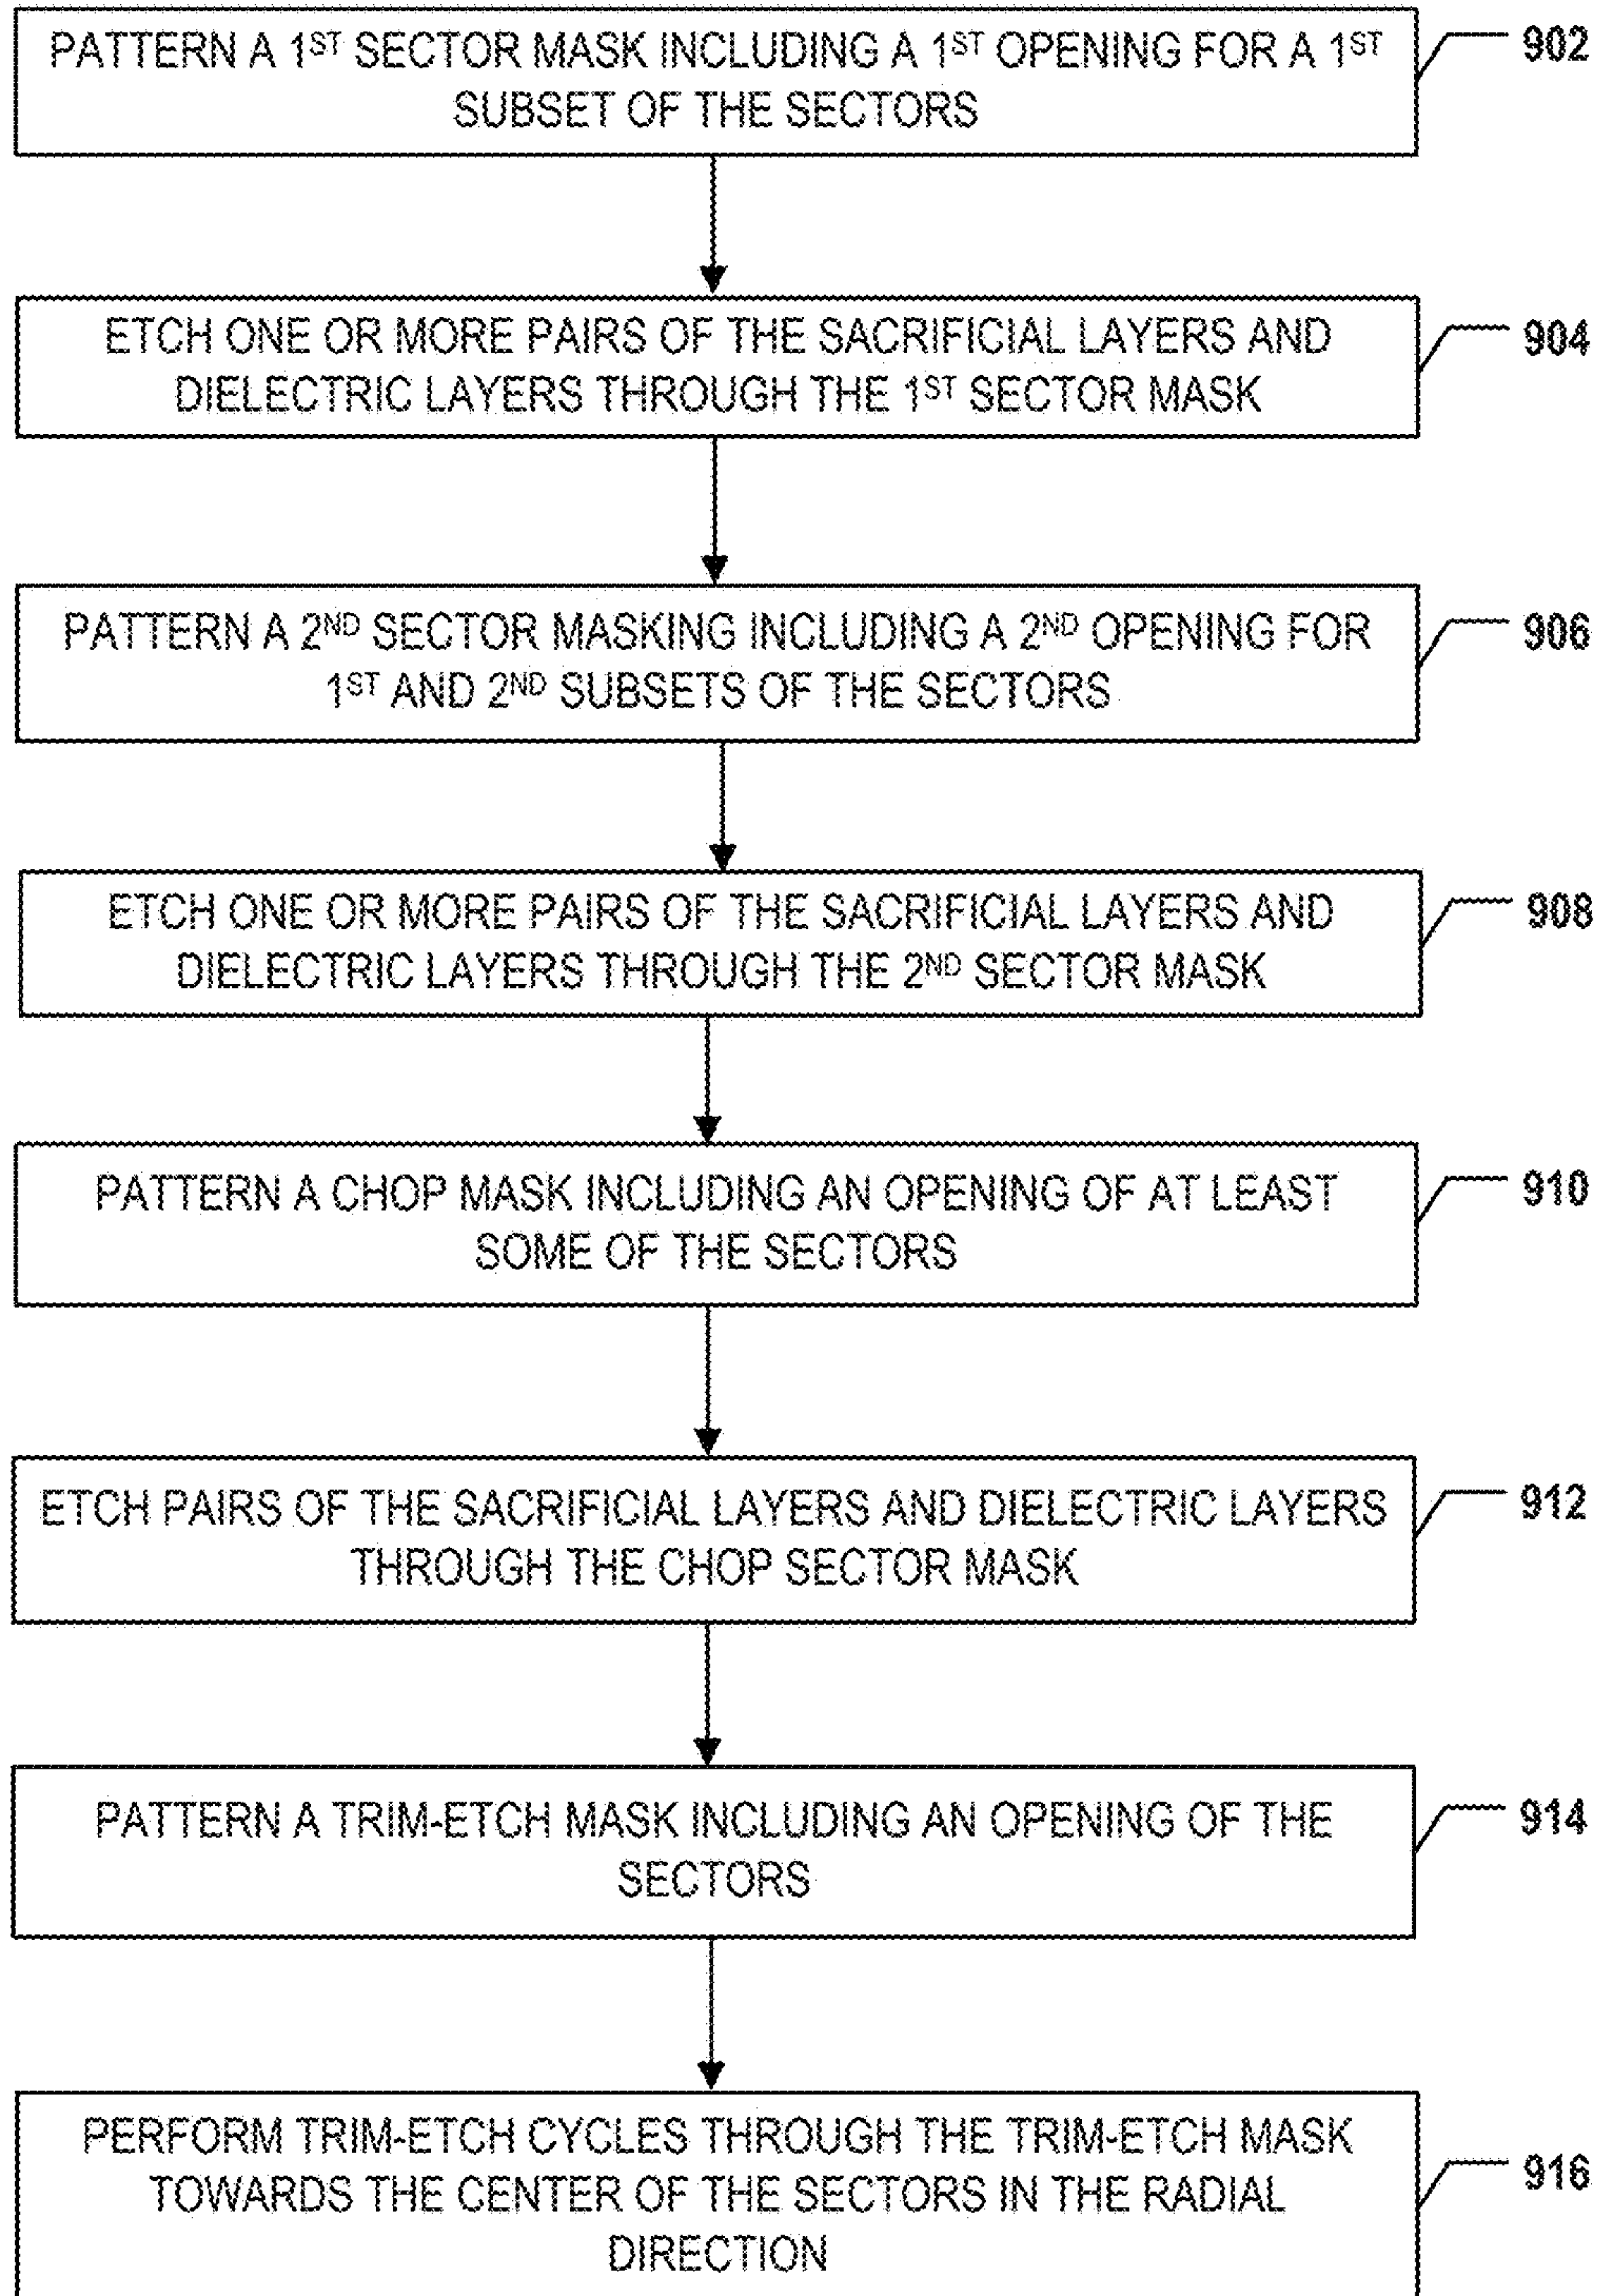 PATTERN A 1ST SECTOR MASK INCLUDING A 1ST OPENING FOR A 1ST
SUBSET OF THE SECTORS
902
ETCH ONE OR MORE PAIRS OF THE SACRIFICIAL LAYERS AND
DIELECTRIC LAYERS THROUGH THE 1ST SECTOR MASK
904
PATTERN A 2ND SECTOR MASKING INCLUDING A 2ND OPENING FOR
1ST AND 2ND SUBSETS OF THE SECTORS
906
ETCH ONE OR MORE PAIRS OF THE SACRIFICIAL LAYERS AND
DIELECTRIC LAYERS THROUGH THE 2ND SECTOR MASK
908
PATTERN A CHOP MASK INCLUDING AN OPENING OF AT LEAST
SOME OF THE SECTORS
910
ETCH PAIRS OF THE SACRIFICIAL LAYERS AND DIELECTRIC LAYERS
THROUGH THE CHOP SECTOR MASK
912
PATTERN A TRIM-ETCH MASK INCLUDING AN OPENING OF THE
SECTORS
914
PERFORM TRIM-ETCH CYCLES THROUGH THE TRIM-ETCH MASK
TOWARDS THE CENTER OF THE SECTORS IN THE RADIAL
DIRECTION
916